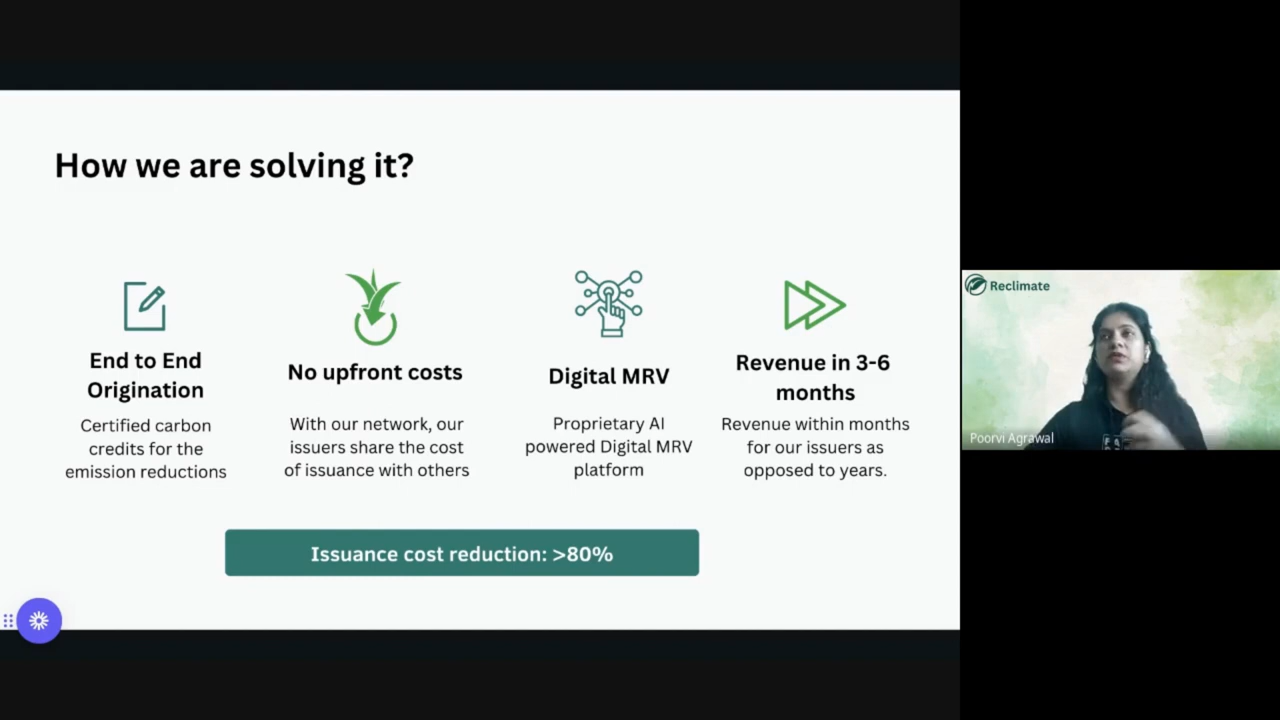 How we are solving it?
End to End
Origination
Certified carbon
credits for the
emission reductions
No upfront costs
With our network, our
issuers share the cost
of issuance with others
Digital MRV
Proprietary AI
powered Digital MRV
platform
Revenue in 3-6
months
Revenue within months
for our issuers as
opposed to years.
Issuance cost reduction: >80%
Reclimate
Poorvi Agrawal